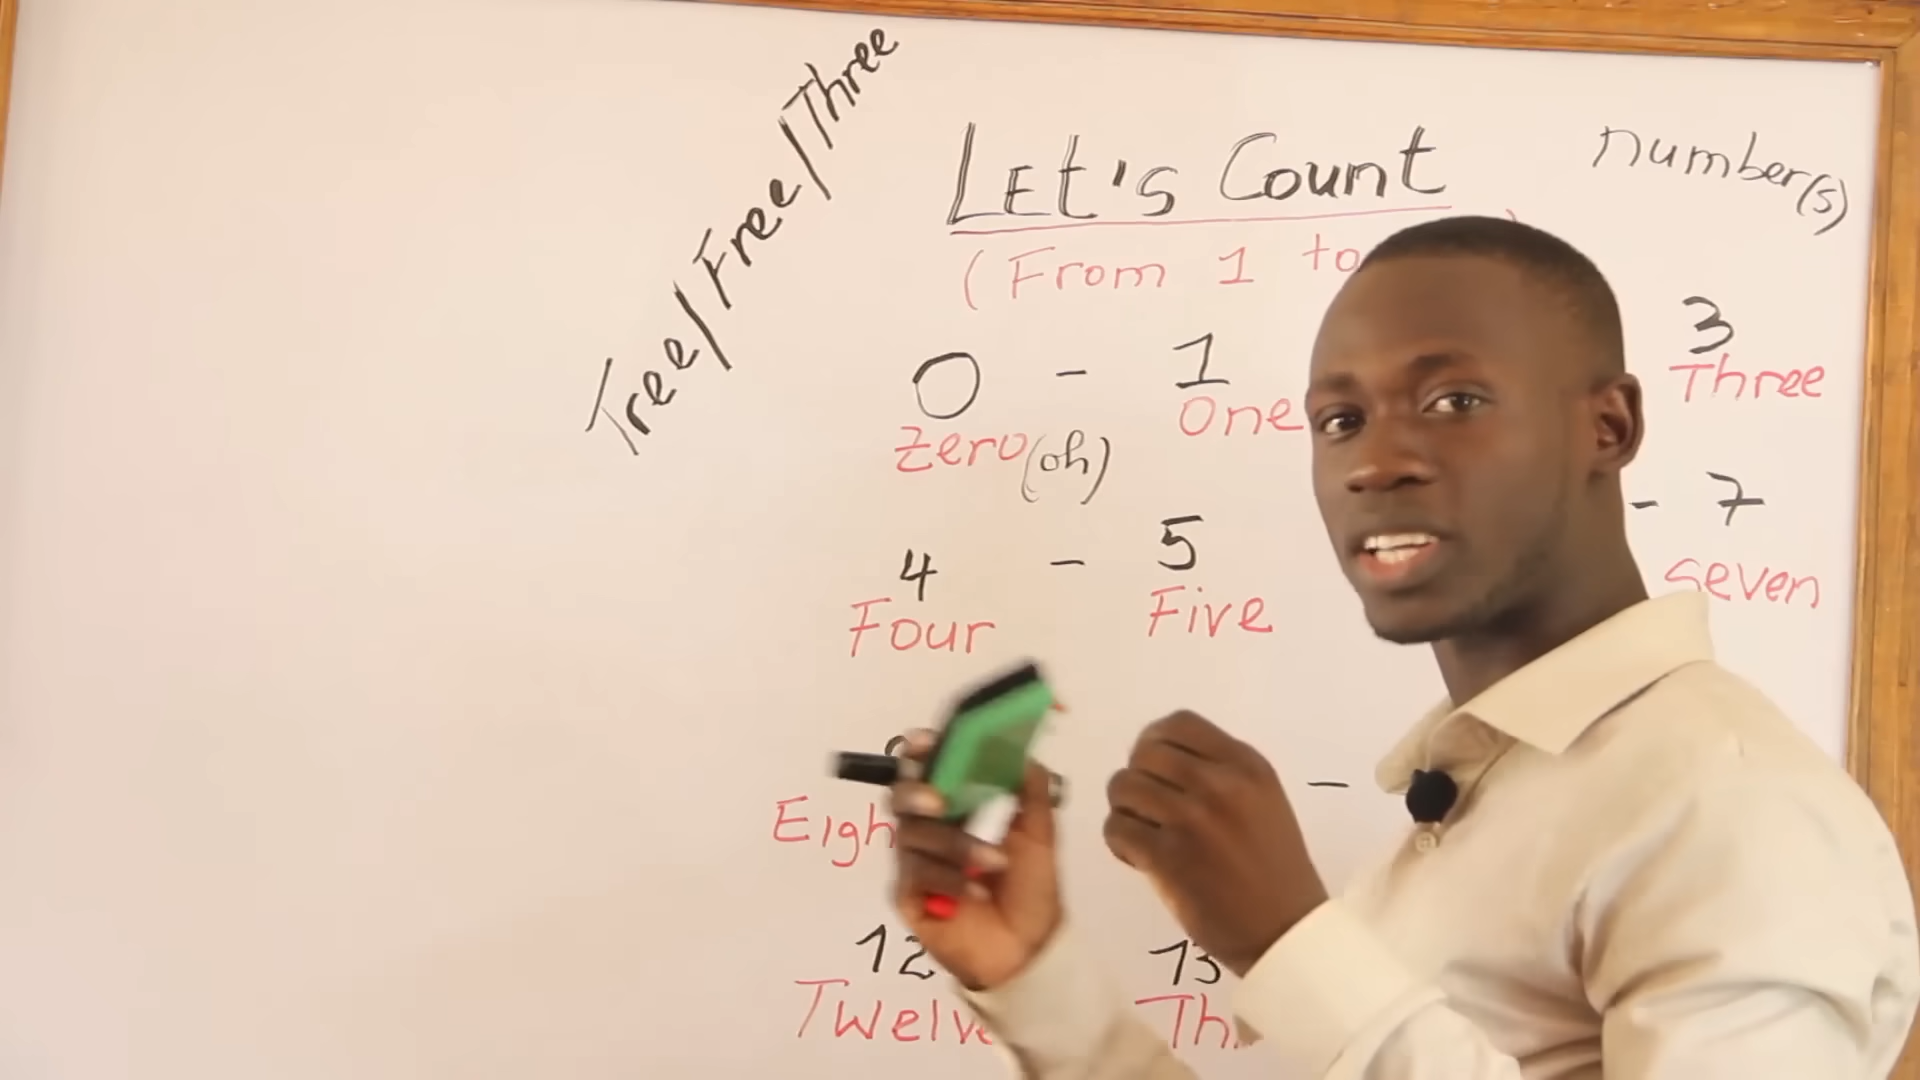 Tree/Free/Three
LEt's Count
number(s)
(From 1 to
0 - 1
3
Zero(oh)
One
Three
4 - 5
- 7
Four
Five
Seven
-
Eigh
12
13
Twelve
Th